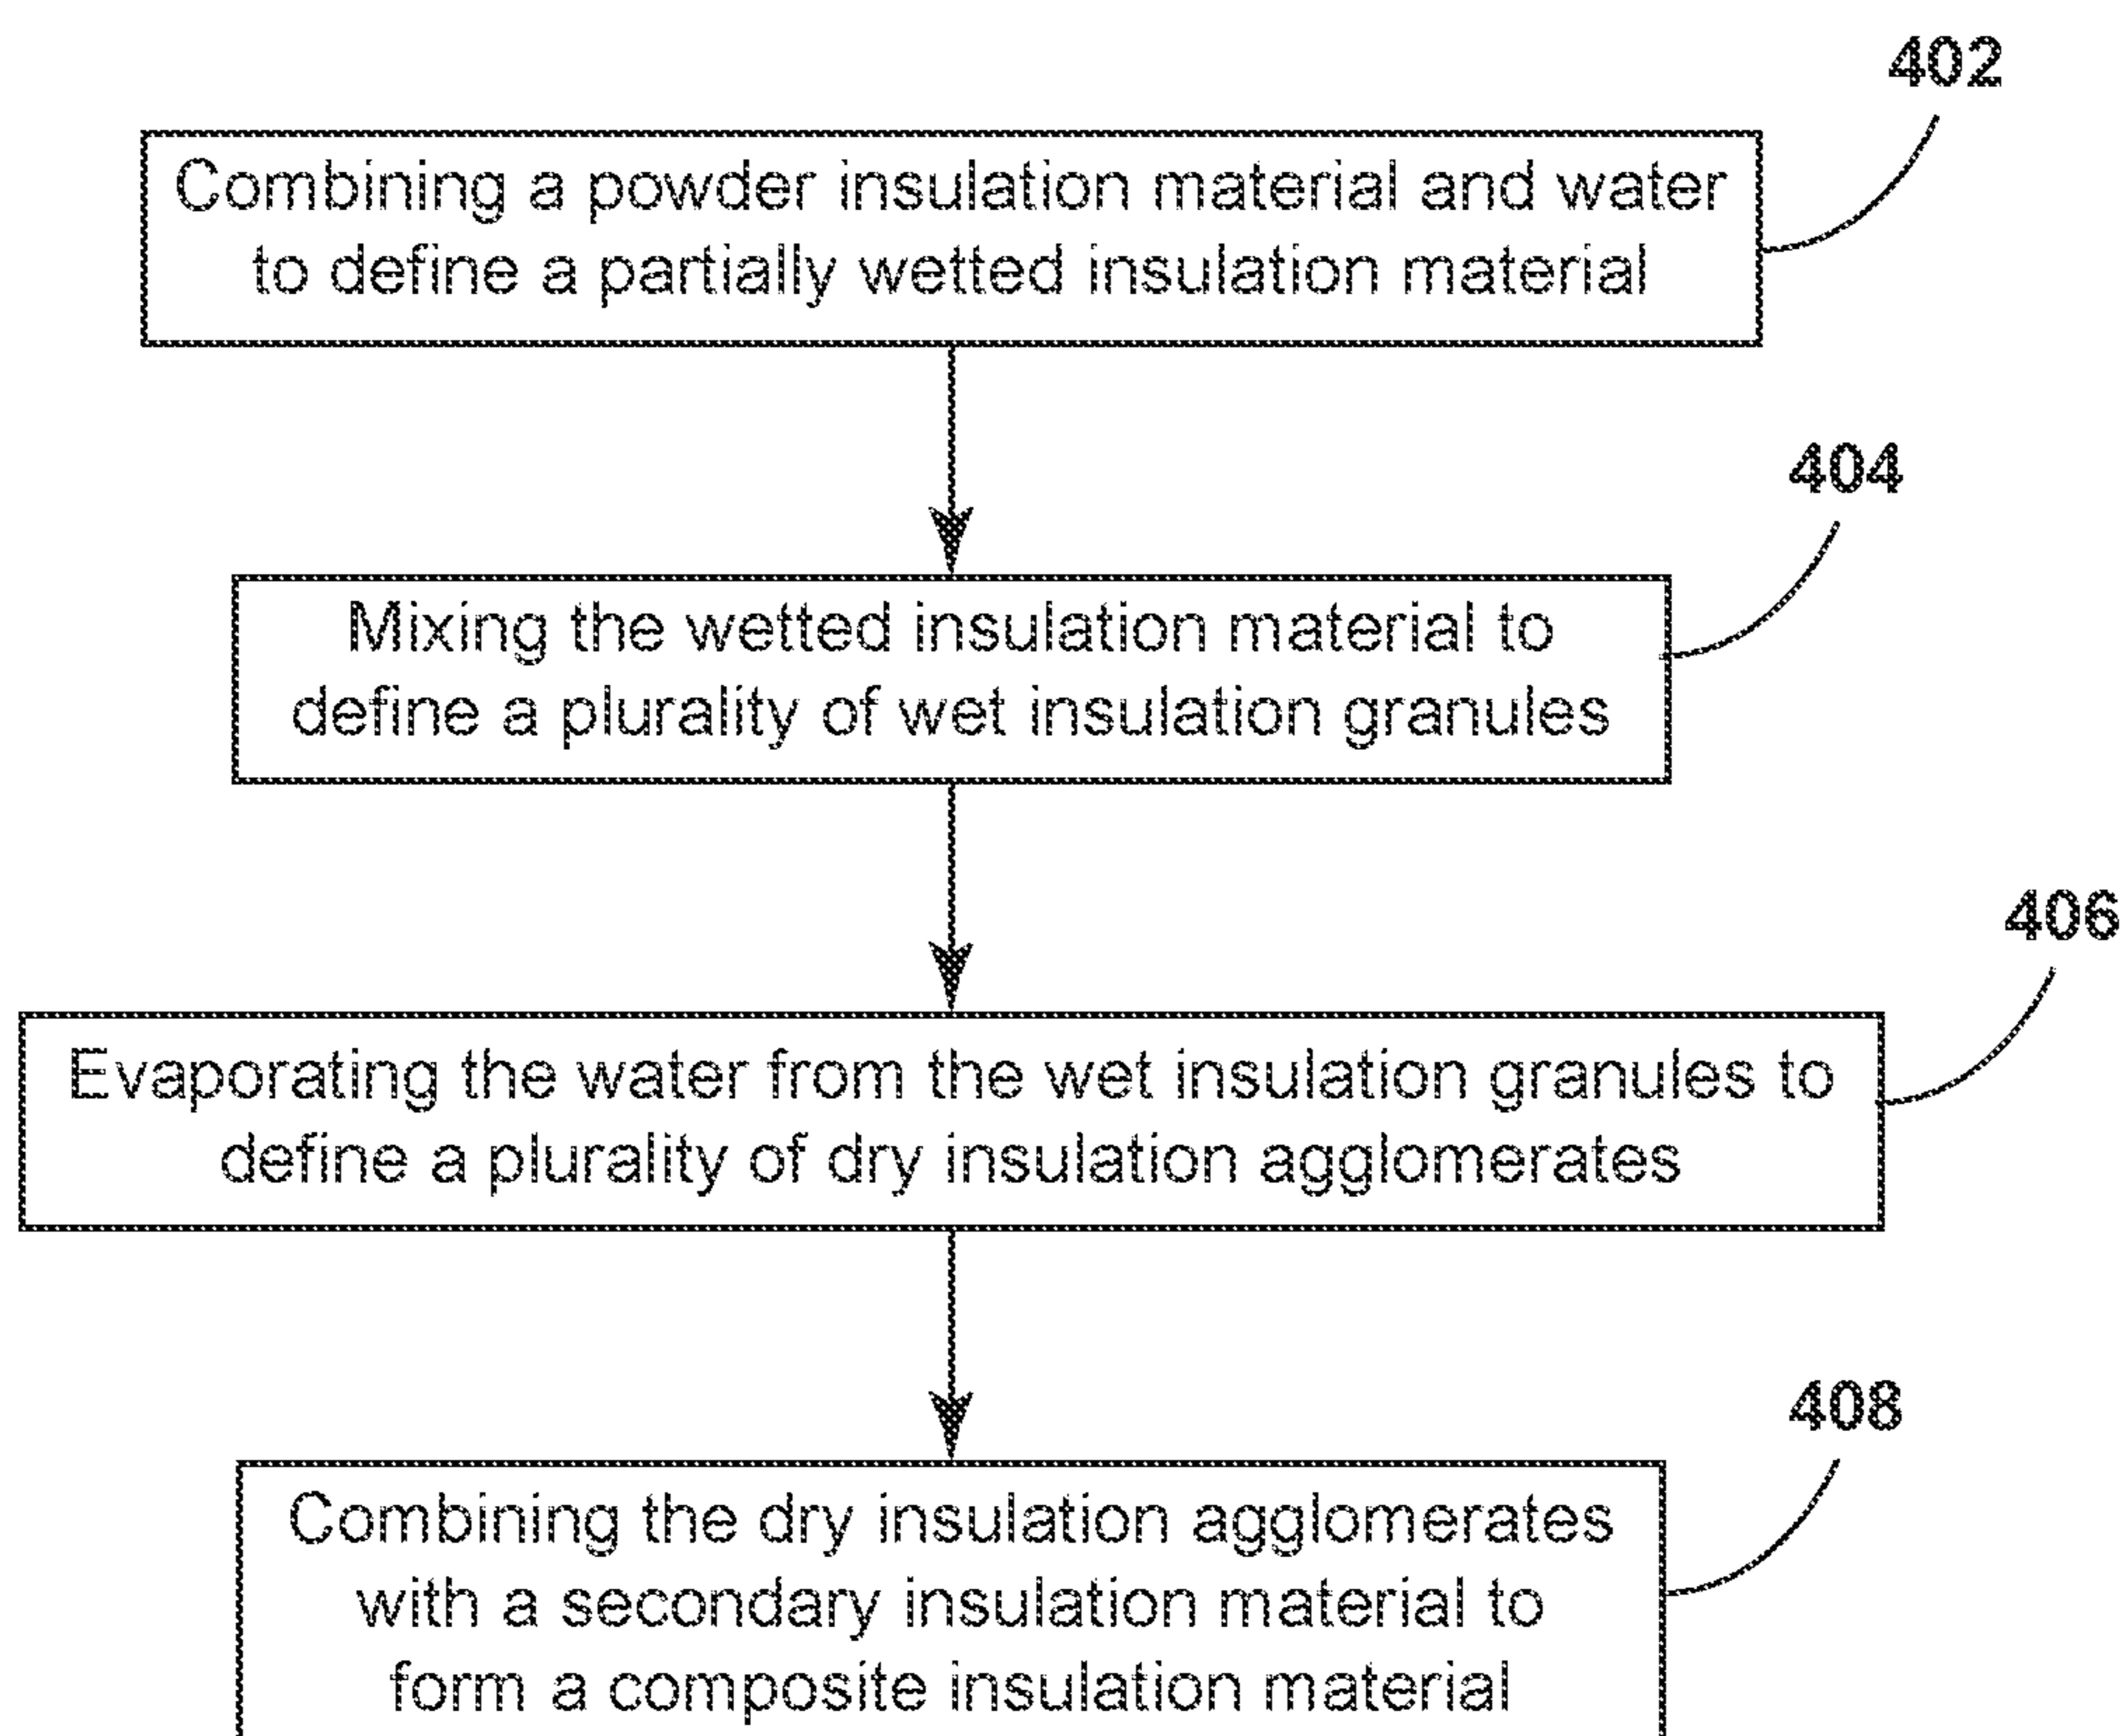 402
Combining a powder insulation material and water
to define a partially wetted insulation material
404
Mixing the wetted insulation material to
define a plurality of wet insulation granules
406
Evaporating the water from the wet insulation granules to
define a plurality of dry insulation agglomerates
408
Combining the dry insulation agglomerates
with a secondary insulation material to
form a composite insulation material